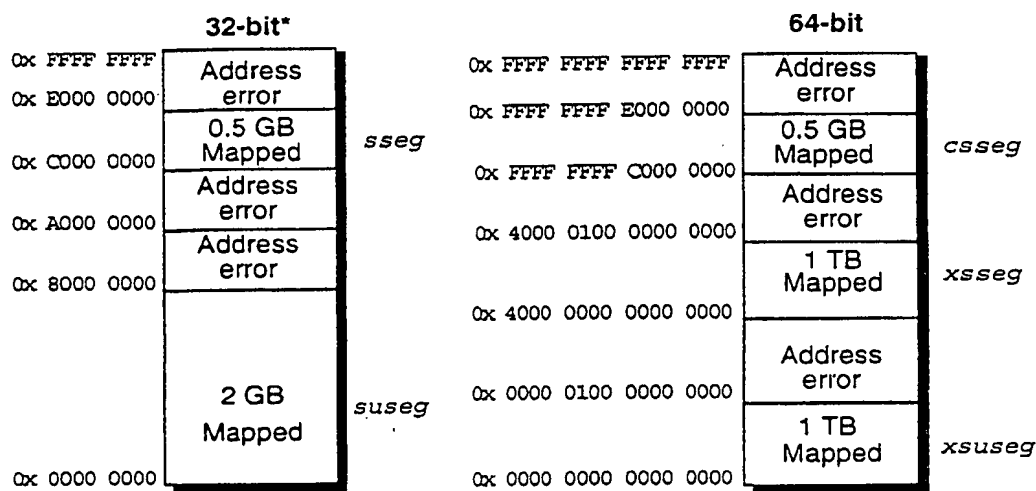 32-bit*
0x FFFF FFFF
Address
error
0x E000 0000
0.5 GB
Mapped
sseg
0x C000 0000
Address
error
0x A000 0000
Address
error
0x 8000 0000
2 GB
Mapped
suseg
0x 0000 0000
64-bit
0x FFFF FFFF FFFF FFFF
Address
error
0x FFFF FFFF E000 0000
0.5 GB
Mapped
csseg
0x FFFF FFFF C000 0000
Address
error
0x 4000 0100 0000 0000
1 TB
Mapped
xsseg
0x 4000 0000 0000 0000
Address
error
0x 0000 0100 0000 0000
1 TB
Mapped
xsuseg
0x 0000 0000 0000 0000